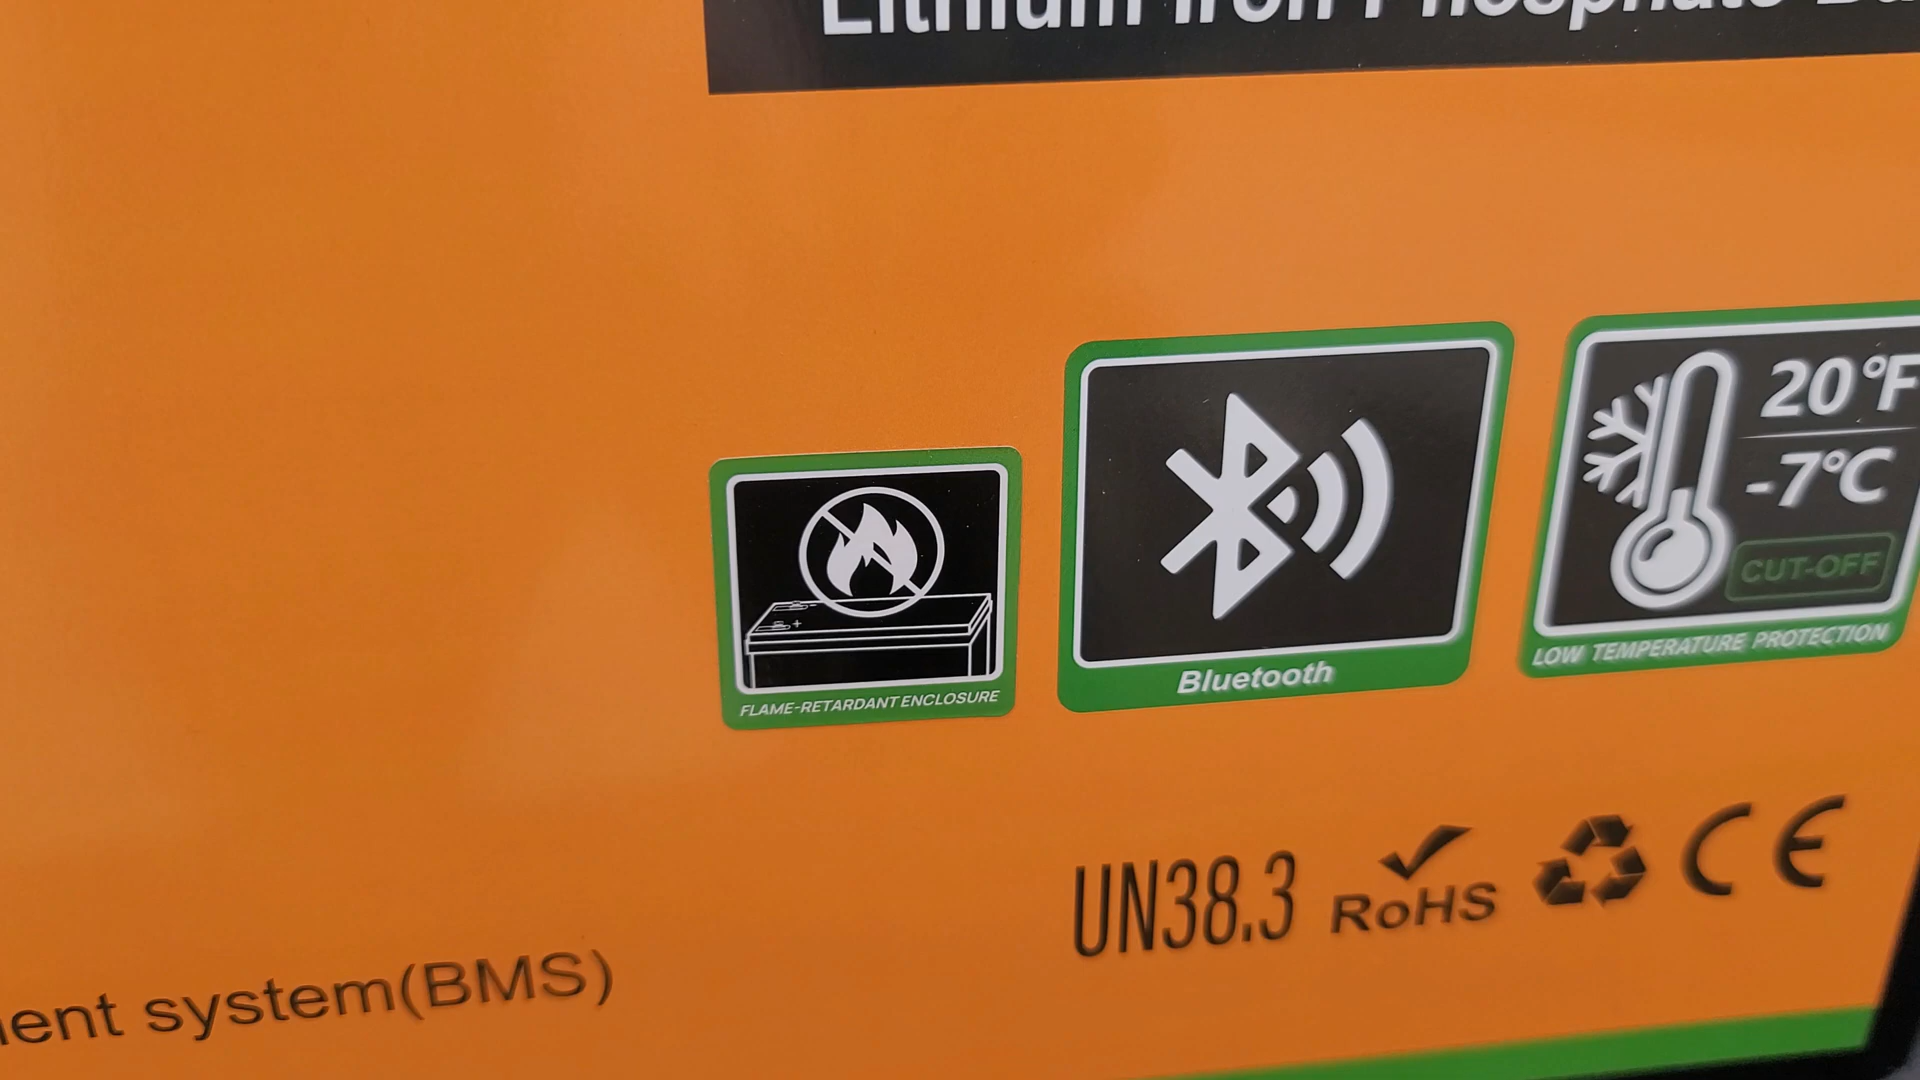 Lithium Iron Phosphate
20°F
-7°C
CUT-OFF
LOW TEMPERATURE PROTECTION
Bluetooth
FLAME-RETARDANT ENCLOSURE
UN38.3 RoHS CE
system(BMS)